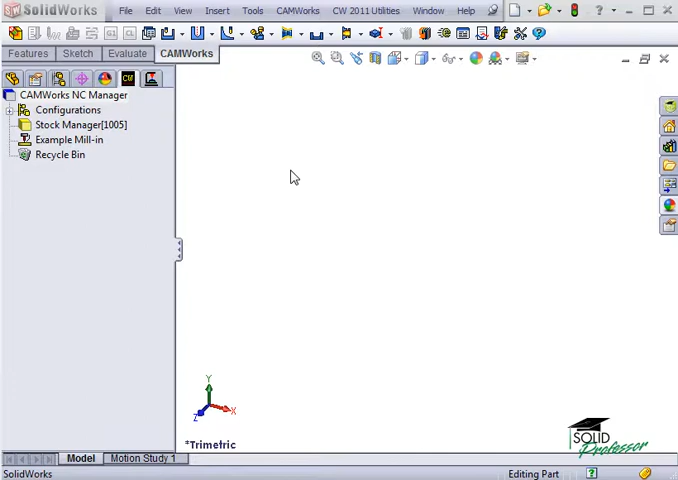 SolidWorks File Edit View Insert Tools CAMWorks CW 2011 Utilities Window Help
G1
Features Sketch Evaluate CAMWorks
CW
CAMWorks NC Manager
Configurations
Stock Manager[1005]
Example Mill-in
Recycle Bin
Y
X
Z
*Trimetric
SOLID
Professor
Model Motion Study 1
SolidWorks Editing Part